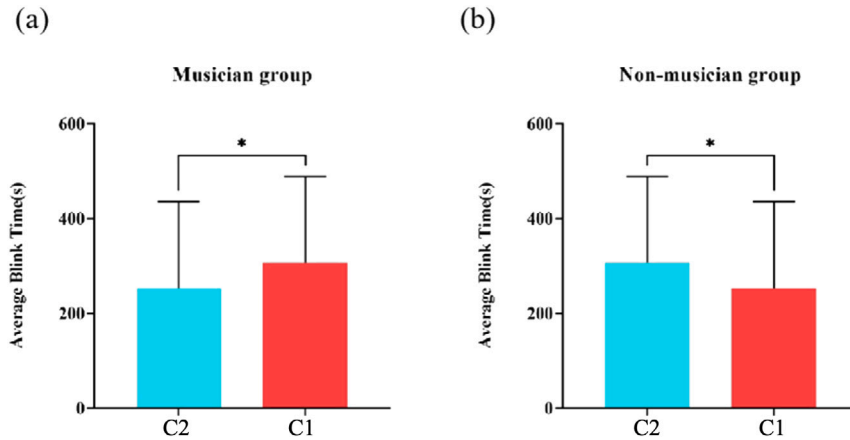 (a)
Musician group
Average Blink Time(s)
600
400
200
0
*
C2
C1
(b)
Non-musician group
Average Blink Time(s)
600
400
200
0
*
C2
C1